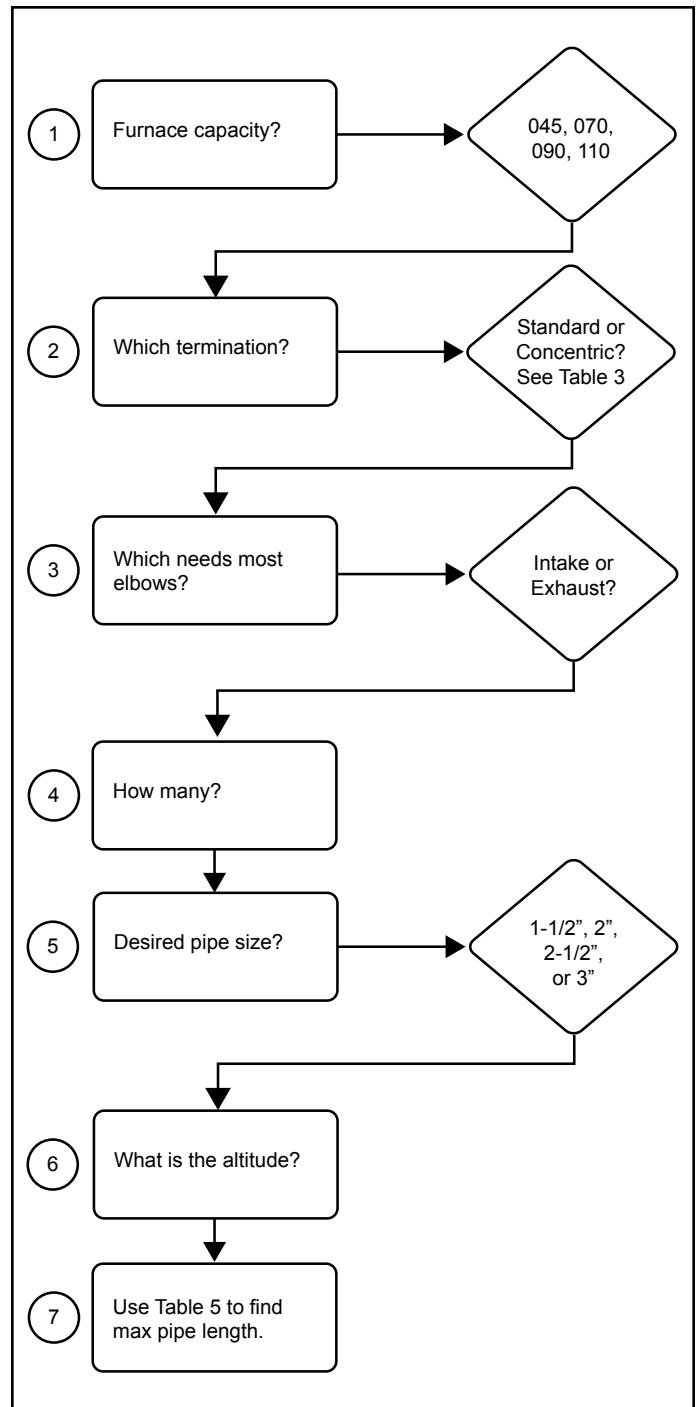 1
Furnace capacity?
045, 070,
090, 110
2
Which termination?
Standard or
Concentric?
See Table 3
3
Which needs most
elbows?
Intake or
Exhaust?
4
How many?
5
Desired pipe size?
1-1/2”, 2”,
2-1/2”,
or 3”
6
What is the altitude?
7
Use Table 5 to find
max pipe length.